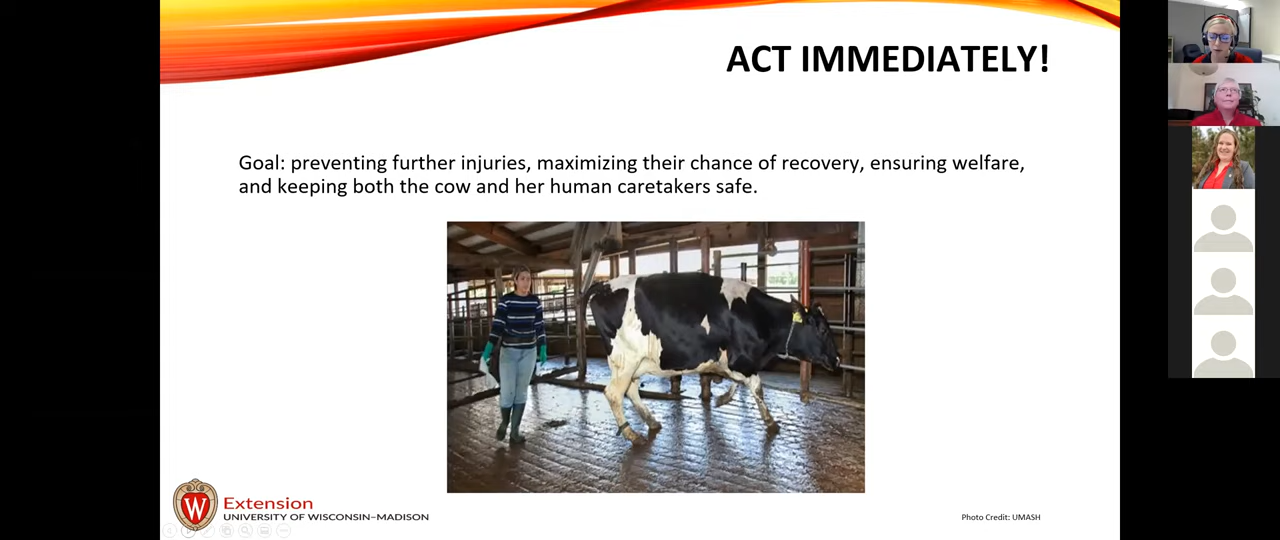 ACT IMMEDIATELY!
Goal: preventing further injuries, maximizing their chance of recovery, ensuring welfare,
and keeping both the cow and her human caretakers safe.
W
Extension
UNIVERSITY OF WISCONSIN–MADISON
Photo Credit: UMASH